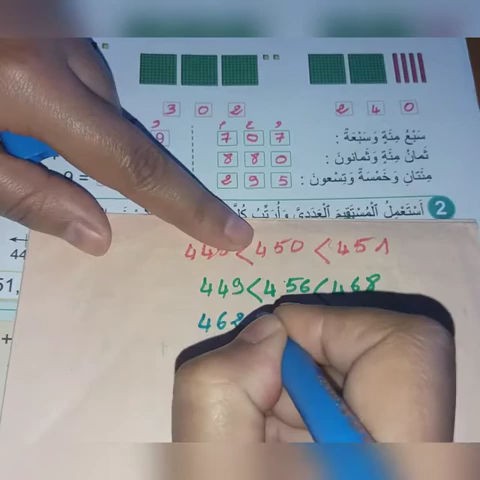 3 0 2
2 4 0
9
7 0 7
سَبْعُ مِئَةٍ وَسَبْعَةٌ :
8 8 0
ثَمانُ مِئَةٍ وَثَمانونَ :
2 9 5
مِئَتانِ وَخَمْسَةٌ وَتِسْعونَ :
2 أَسْتَعْمِلُ الْمُسْتَقيمَ الْعَدَدِيَّ وَأُرَتِّبُ
< 450 < 451
449 < 456 < 468